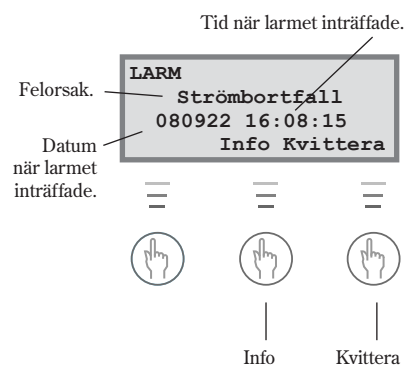 Tid när larmet inträffade.
LARM
Felorsak.
Strömbortfall
080922 16:08:15
Datum
när larmet
inträffade.
Info Kvittera
Info
Kvittera